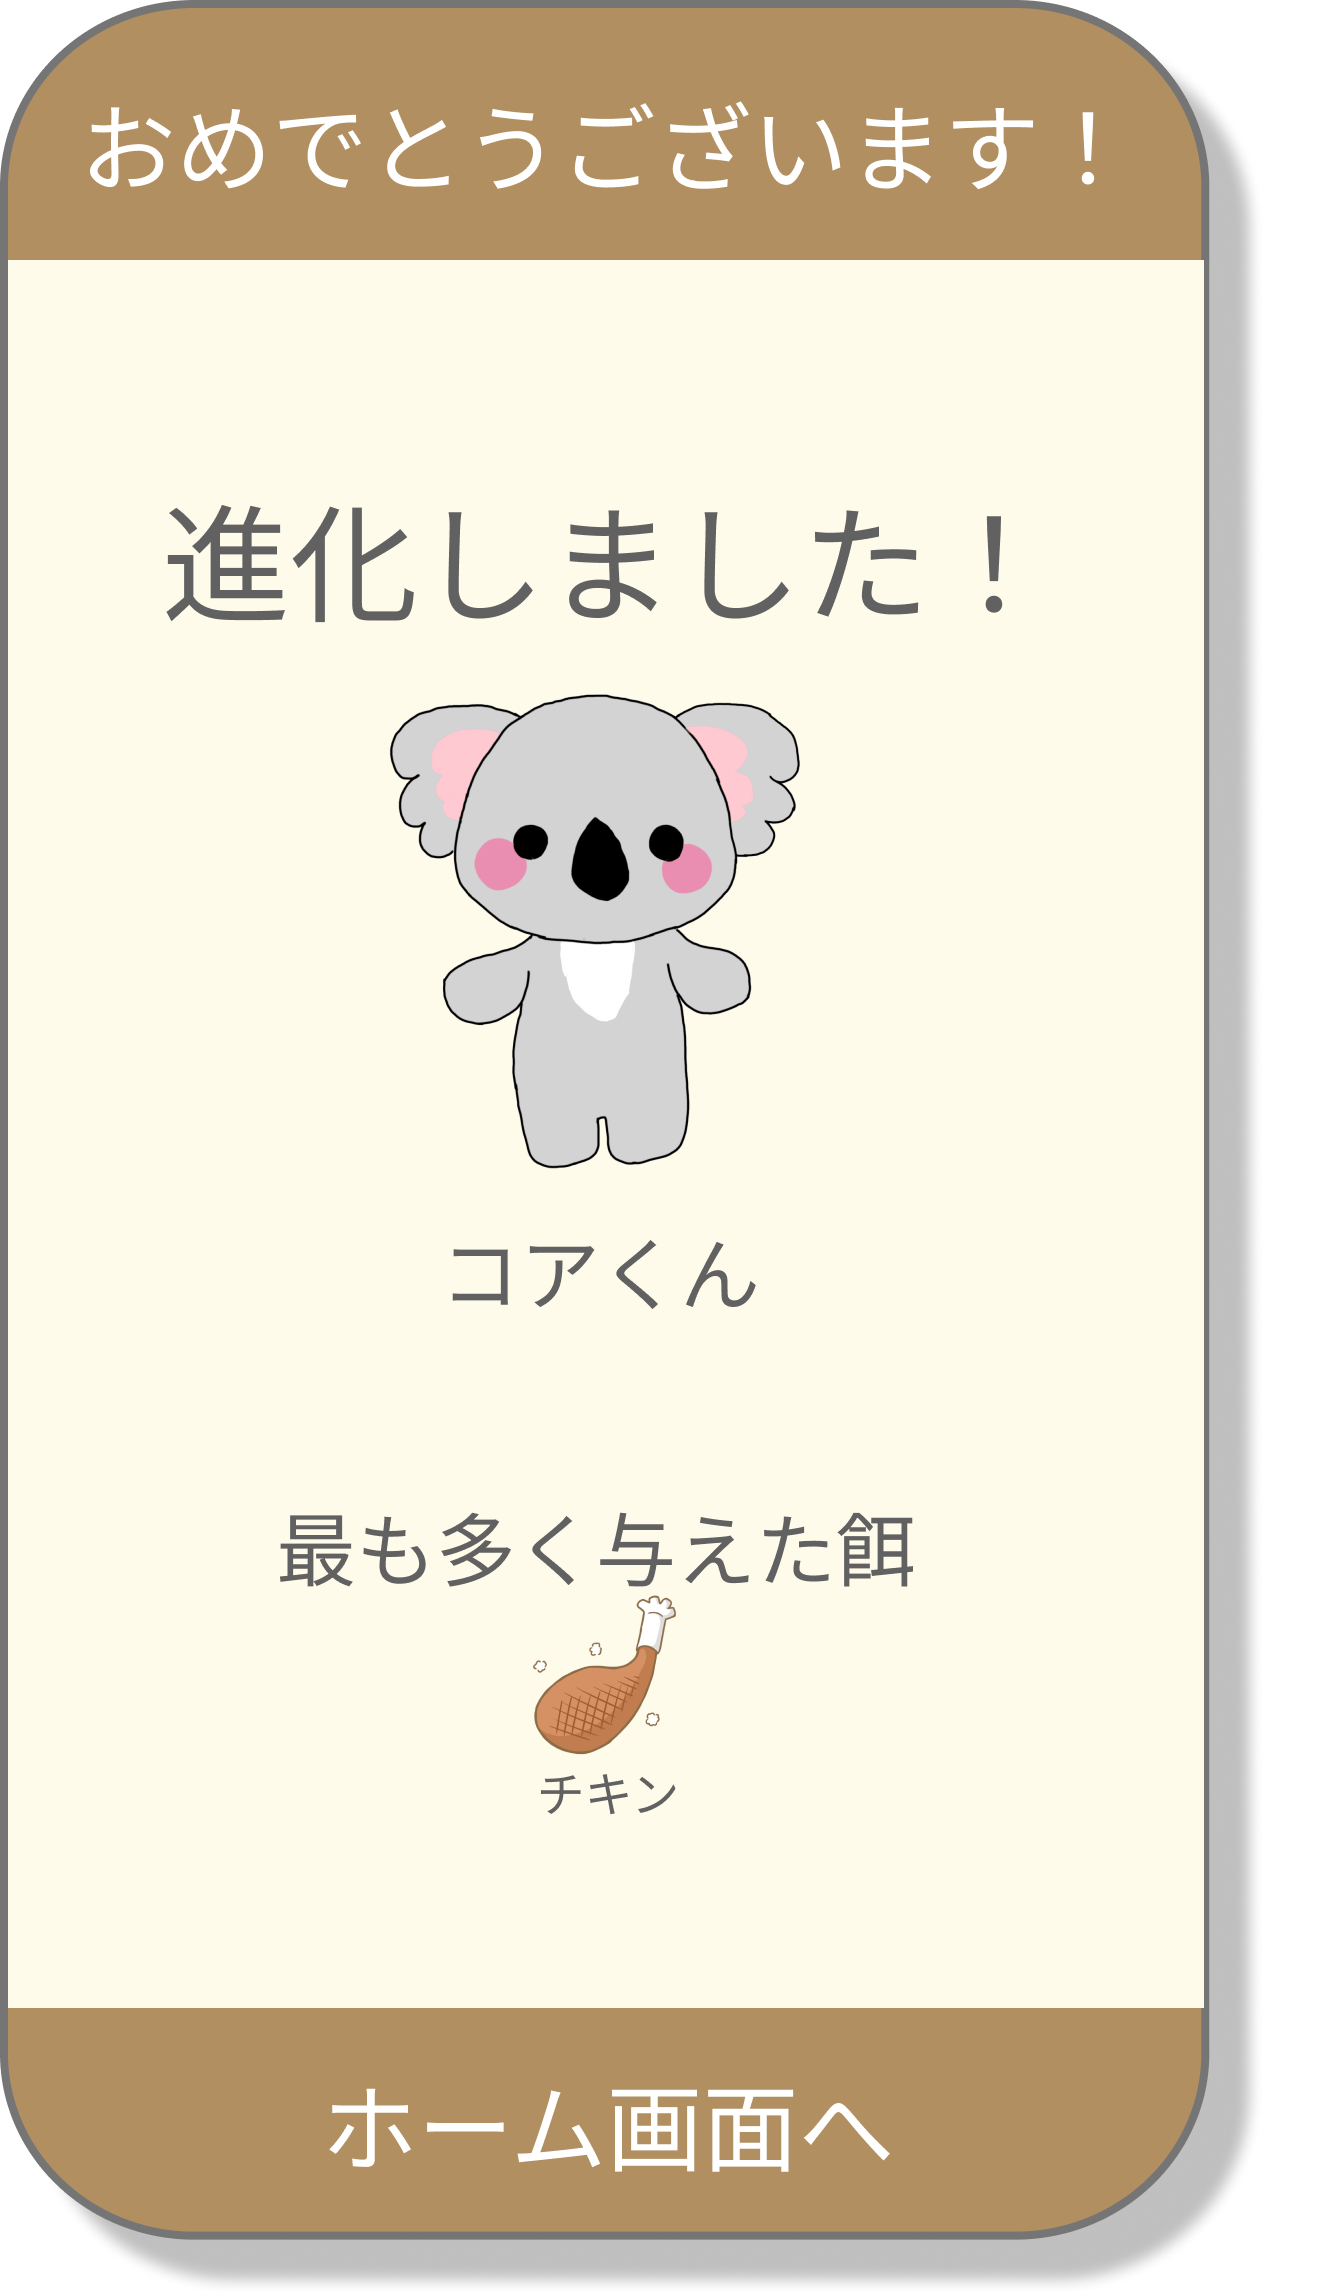 おめでとうございます！
進化しました！
コアくん
最も多く与えた餌
チキン
ホーム画面へ